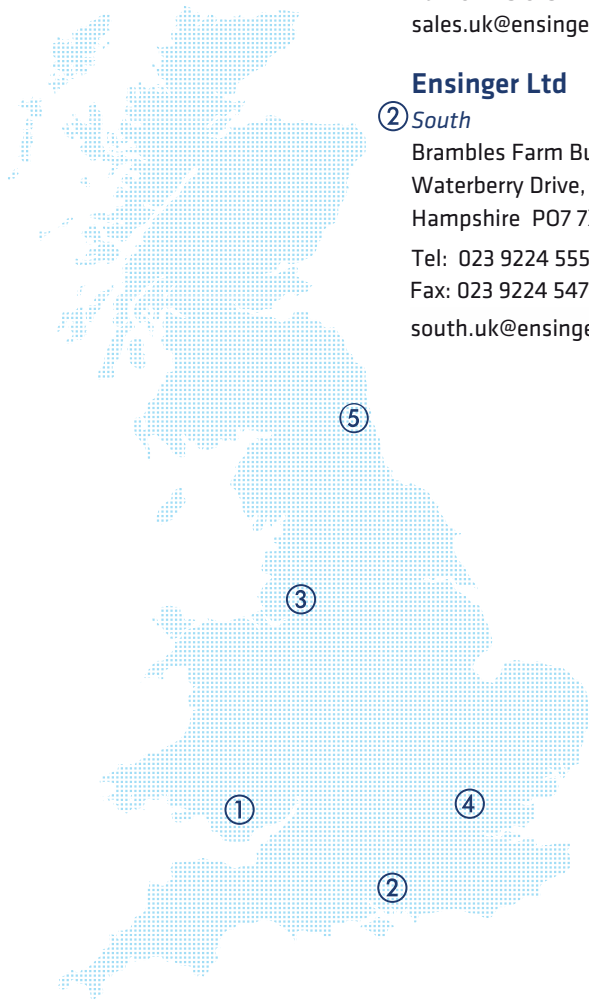 sales.uk@ensinge
Ensinger Ltd
② South
Brambles Farm Bu
Waterberry Drive,
Hampshire PO7 7
Tel: 023 9224 555
Fax: 023 9224 547
south.uk@ensinge
⑤
③
①
④
②